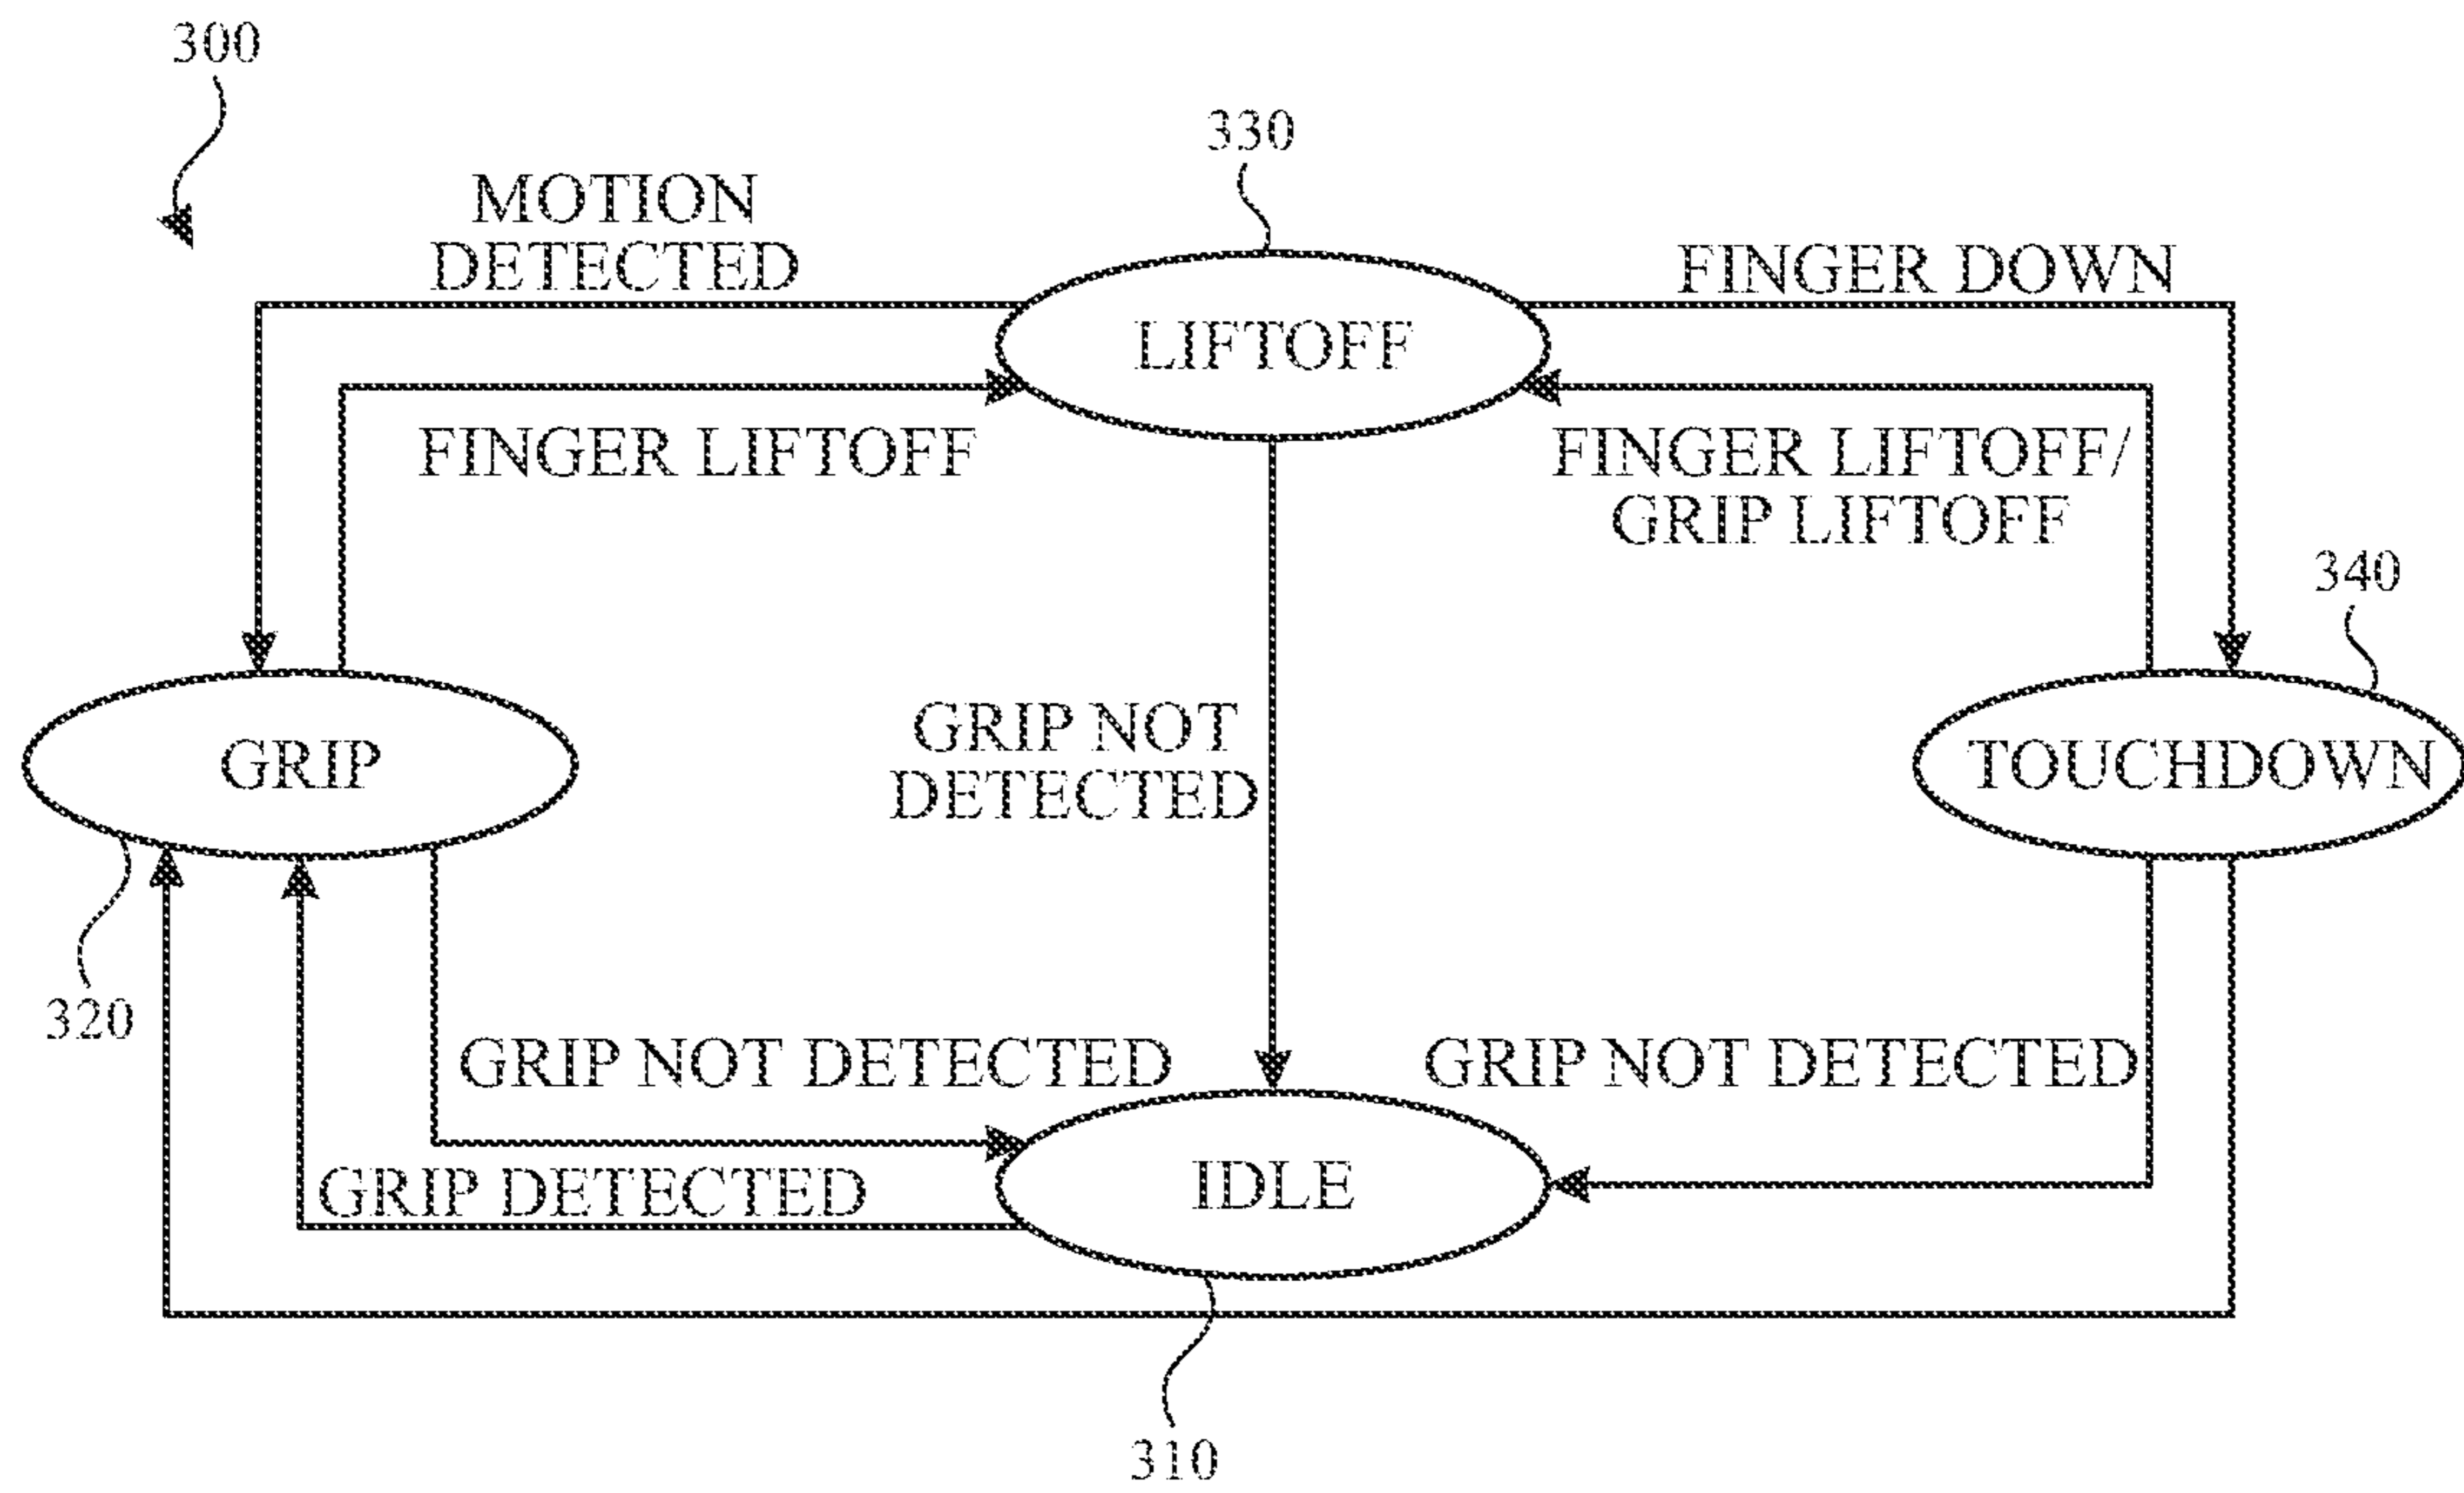 300
330
MOTION
DETECTED
FINGER DOWN
LIFTOFF
FINGER LIFTOFF
FINGER LIFTOFF/
GRIP LIFTOFF
340
GRIP NOT
DETECTED
GRIP
TOUCHDOWN
320
GRIP NOT DETECTED
GRIP NOT DETECTED
GRIP DETECTED
IDLE
310